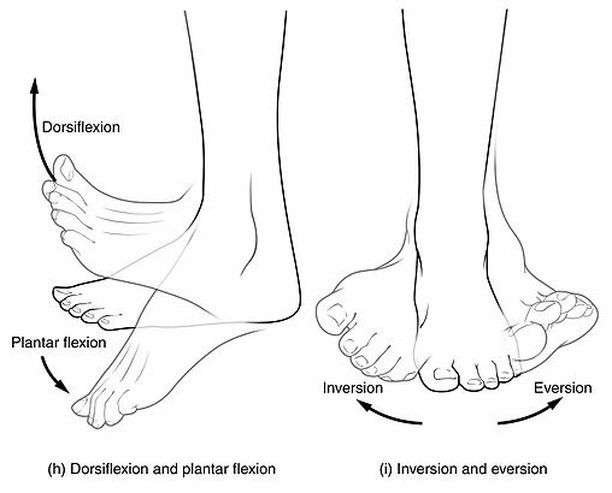 Dorsiflexion
Plantar flexion
Inversion
Eversion
(h) Dorsiflexion and plantar flexion
(i) Inversion and eversion